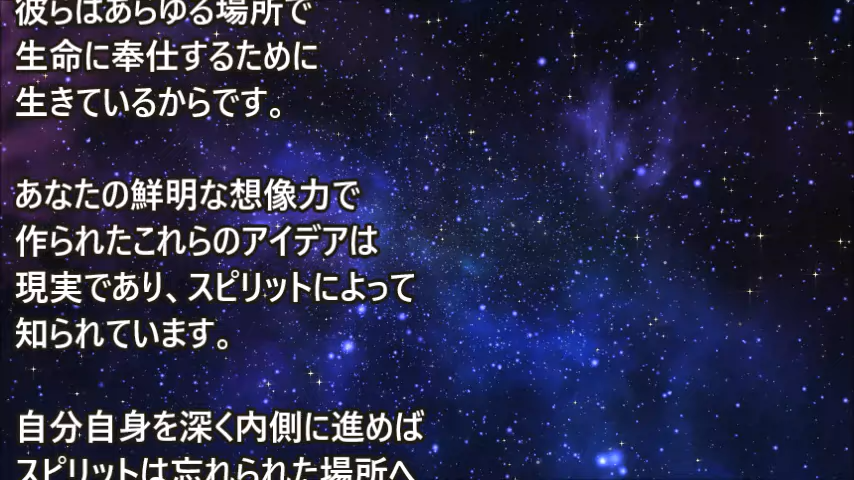 彼らはあらゆる場所で
生命に奉仕するために
生きているからです。
あなたの鮮明な想像力で
作られたこれらのアイデアは
現実であり、スピリットによって
知られています。
自分自身を深く内側に進めば
スピリットは忘れられた場所へ